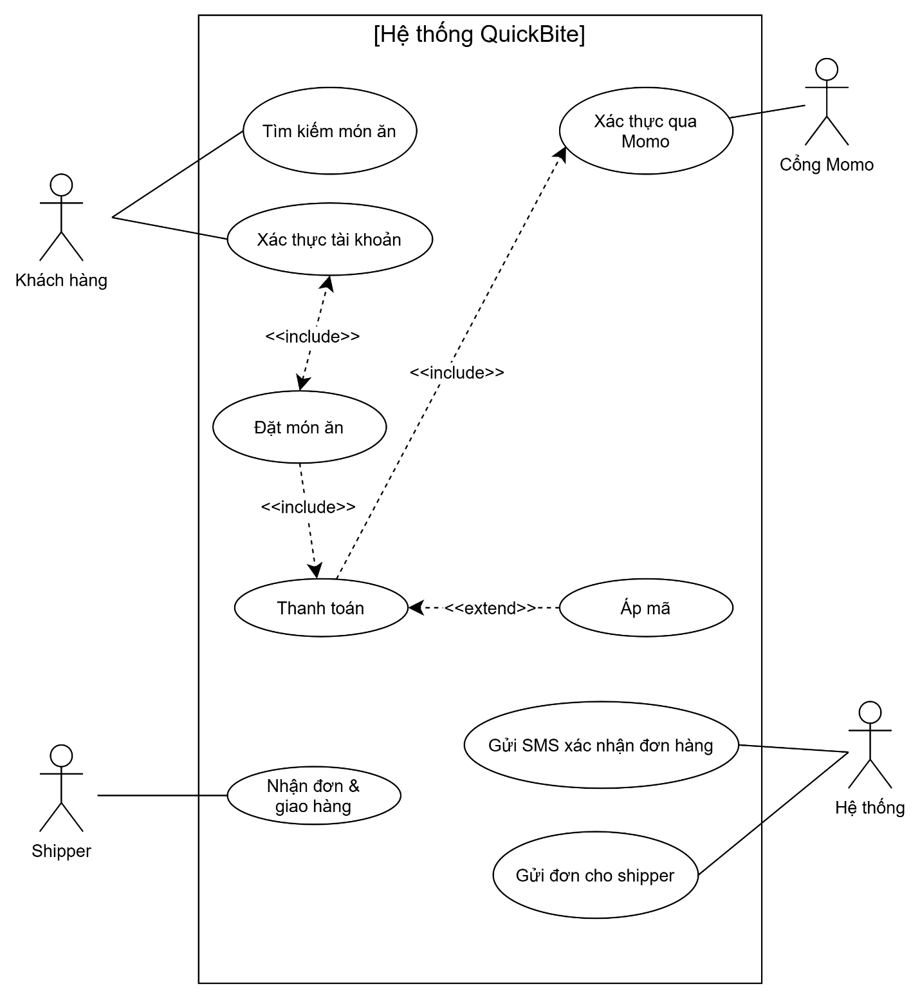 [Hệ thống QuickBite]
Tìm kiếm món ăn
Xác thực qua
Momo
Cổng Momo
Khách hàng
Xác thực tài khoản
<<include>>
<<include>>
Đặt món ăn
<<include>>
Thanh toán
<<extend>>
Áp mã
Gửi SMS xác nhận đơn hàng
Hệ thống
Nhận đơn &
giao hàng
Shipper
Gửi đơn cho shipper